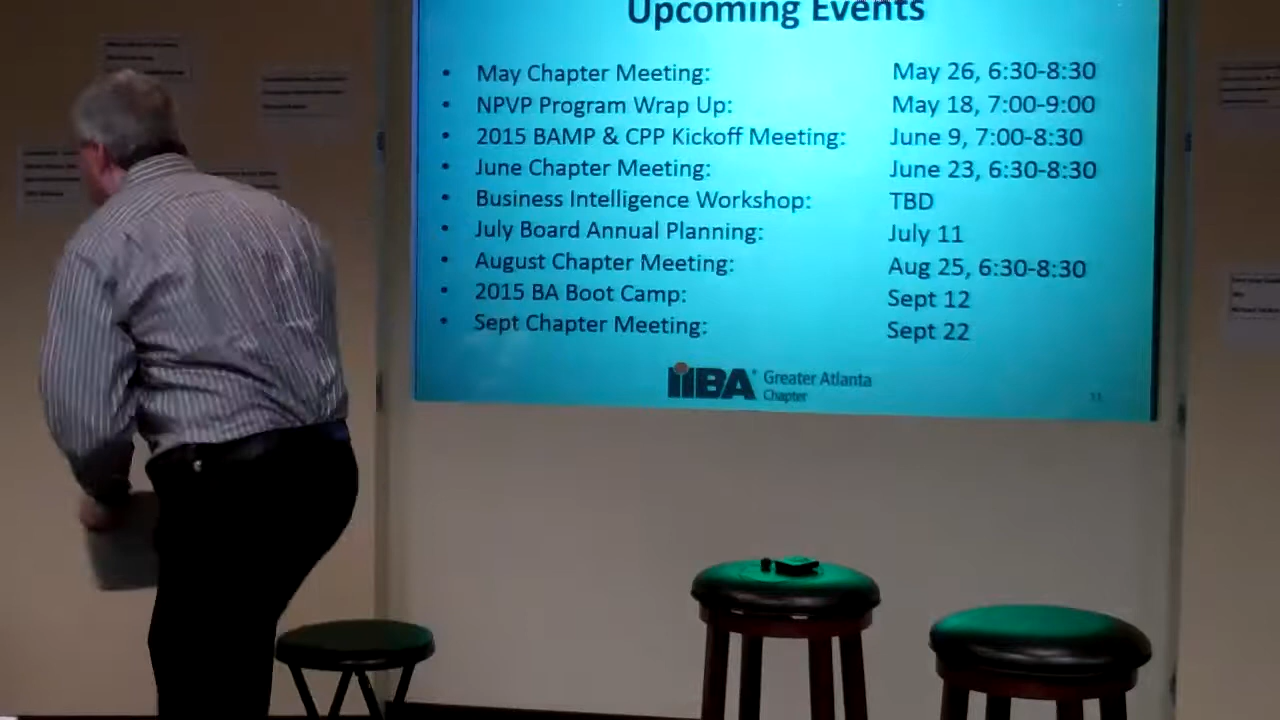 Upcoming Events
• May Chapter Meeting: May 26, 6:30-8:30
• NPVP Program Wrap Up: May 18, 7:00-9:00
• 2015 BAMP & CPP Kickoff Meeting: June 9, 7:00-8:30
• June Chapter Meeting: June 23, 6:30-8:30
• Business Intelligence Workshop: TBD
• July Board Annual Planning: July 11
• August Chapter Meeting: Aug 25, 6:30-8:30
• 2015 BA Boot Camp: Sept 12
• Sept Chapter Meeting: Sept 22
iiBA Greater Atlanta
Chapter
11